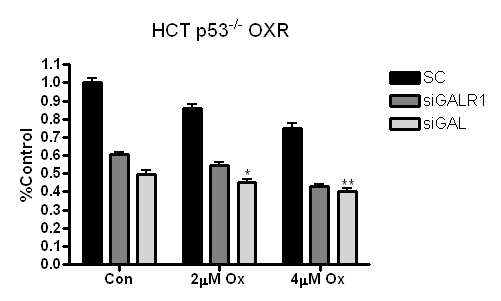 HCT p53-/- OXR
%Control
1.1
1.0
0.9
0.8
0.7
0.6
0.5
0.4
0.3
0.2
0.1
0.0
SC
siGALR1
siGAL
*
**
Con
2µM Ox
4µM Ox